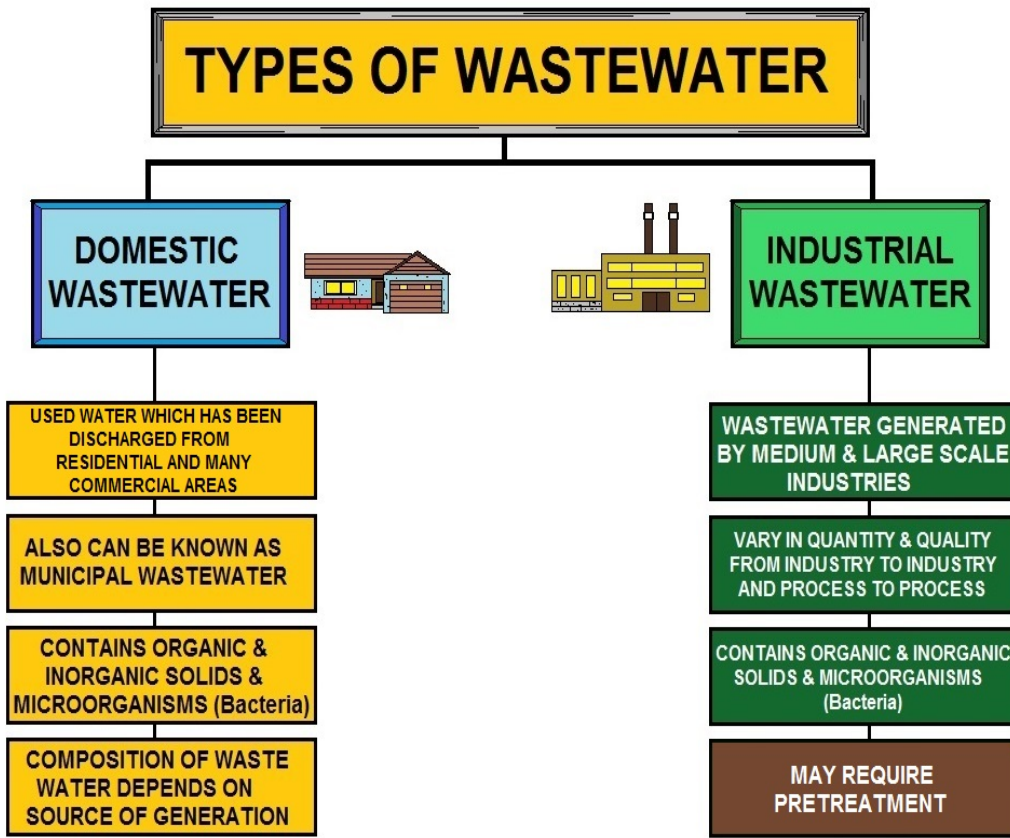 TYPES OF WASTEWATER
DOMESTIC
WASTEWATER
USED WATER WHICH HAS BEEN
DISCHARGED FROM
RESIDENTIAL AND MANY
COMMERCIAL AREAS
ALSO CAN BE KNOWN AS
MUNICIPAL WASTEWATER
CONTAINS ORGANIC &
INORGANIC SOLIDS &
MICROORGANISMS (Bacteria)
COMPOSITION OF WASTE
WATER DEPENDS ON
SOURCE OF GENERATION
INDUSTRIAL
WASTEWATER
WASTEWATER GENERATED
BY MEDIUM & LARGE SCALE
INDUSTRIES
VARY IN QUANTITY & QUALITY
FROM INDUSTRY TO INDUSTRY
AND PROCESS TO PROCESS
CONTAINS ORGANIC & INORGANIC
SOLIDS & MICROORGANISMS
(Bacteria)
MAY REQUIRE
PRETREATMENT